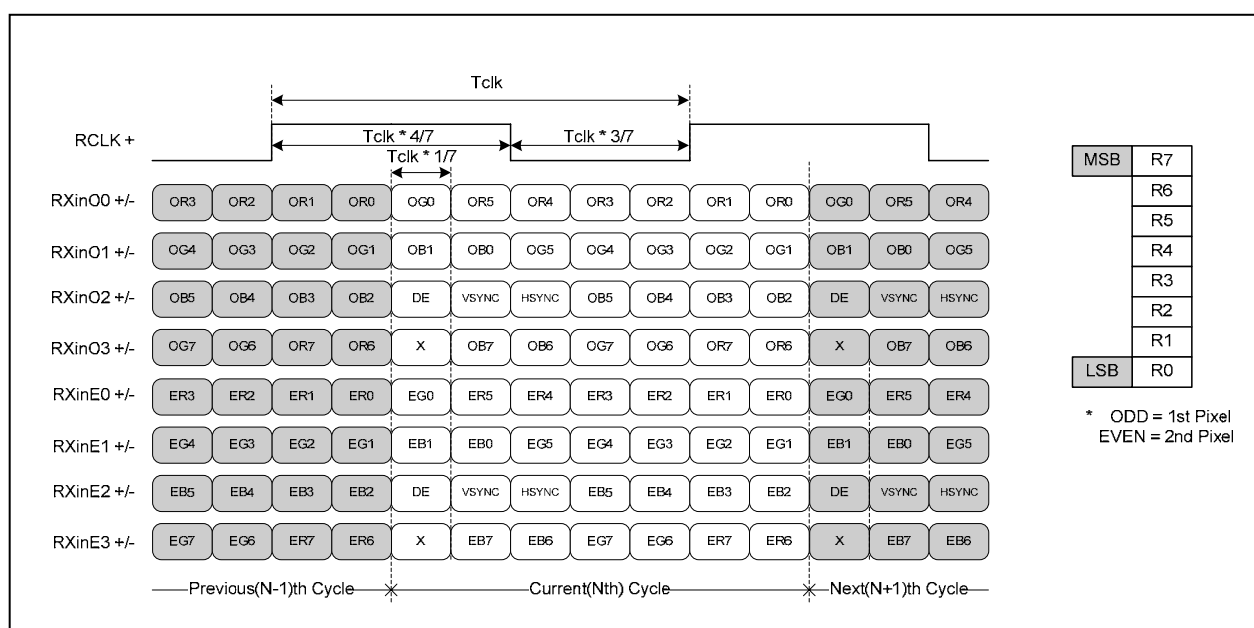 Tclk
RCLK +
Tclk * 4/7
Tclk * 3/7
Tclk * 1/7
RXinO0 +/- OR3 OR2 OR1 OR0 OG0 OR5 OR4 OR3 OR2 OR1 OR0 OG0 OR5 OR4
RXinO1 +/- OG4 OG3 OG2 OG1 OB1 OB0 OG5 OG4 OG3 OG2 OG1 OB1 OB0 OG5
RXinO2 +/- OB5 OB4 OB3 OB2 DE VSYNC HSYNC OB5 OB4 OB3 OB2 DE VSYNC HSYNC
RXinO3 +/- OG7 OG6 OR7 OR6 X OB7 OB6 OG7 OG6 OR7 OR6 X OB7 OB6
RXinE0 +/- ER3 ER2 ER1 ER0 EG0 ER5 ER4 ER3 ER2 ER1 ER0 EG0 ER5 ER4
RXinE1 +/- EG4 EG3 EG2 EG1 EB1 EB0 EG5 EG4 EG3 EG2 EG1 EB1 EB0 EG5
RXinE2 +/- EB5 EB4 EB3 EB2 DE VSYNC HSYNC EB5 EB4 EB3 EB2 DE VSYNC HSYNC
RXinE3 +/- EG7 EG6 ER7 ER6 X EB7 EB6 EG7 EG6 ER7 ER6 X EB7 EB6
Previous(N-1)th Cycle Current(Nth) Cycle Next(N+1)th Cycle
MSB R7
R6
R5
R4
R3
R2
R1
LSB R0
* ODD = 1st Pixel
EVEN = 2nd Pixel